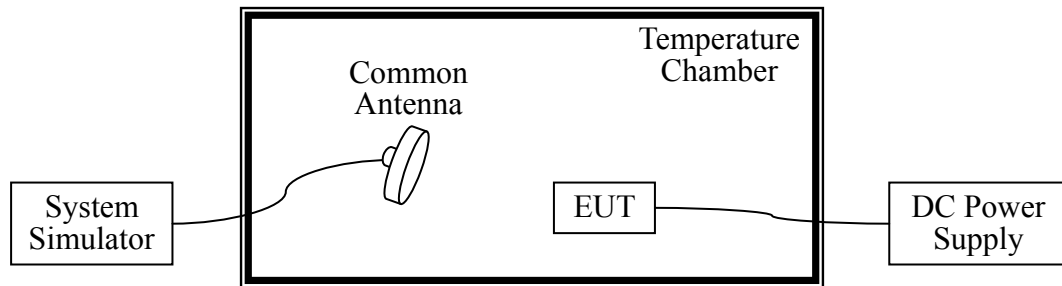 Temperature
Chamber
Common
Antenna
System
Simulator
EUT
DC Power
Supply